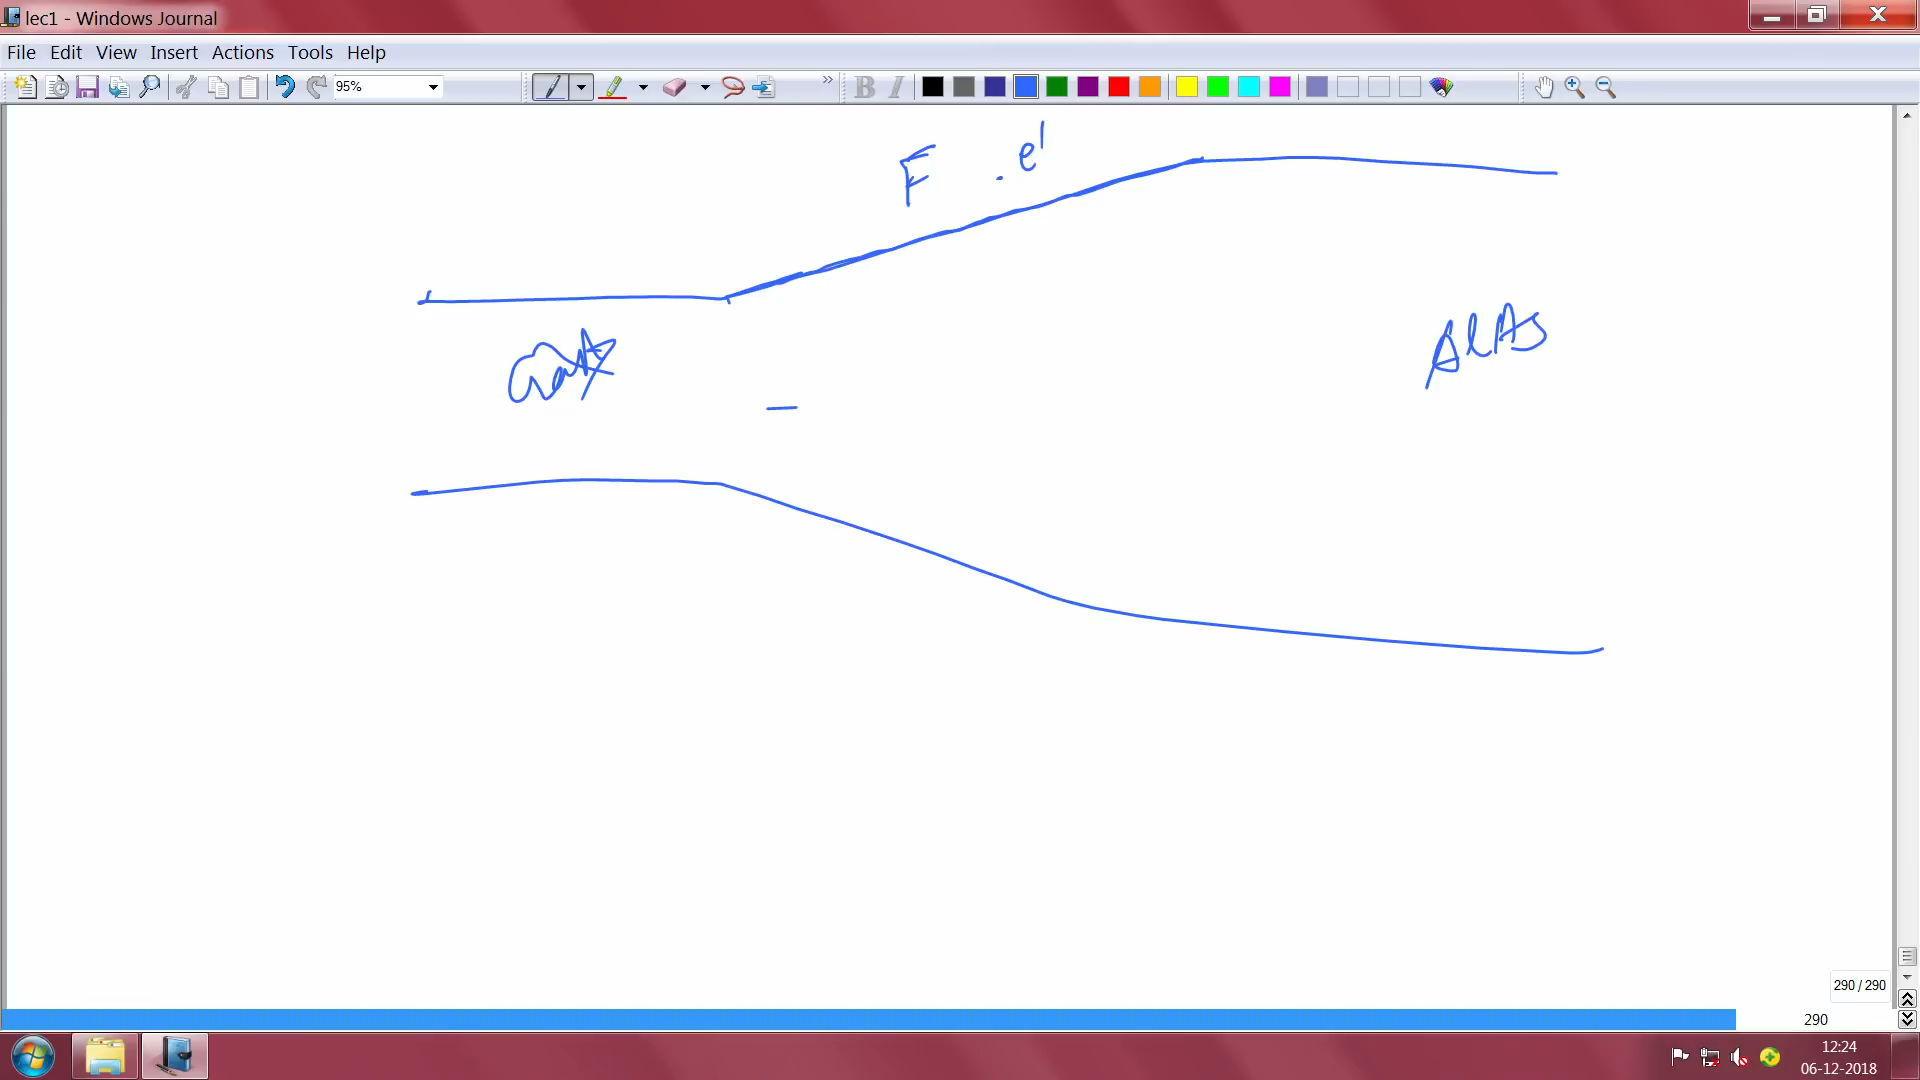 lec1 - Windows Journal
File Edit View Insert Actions Tools Help
95% » B I
F . e
GaAs
AlAs
290 / 290
290
12:24
06-12-2018